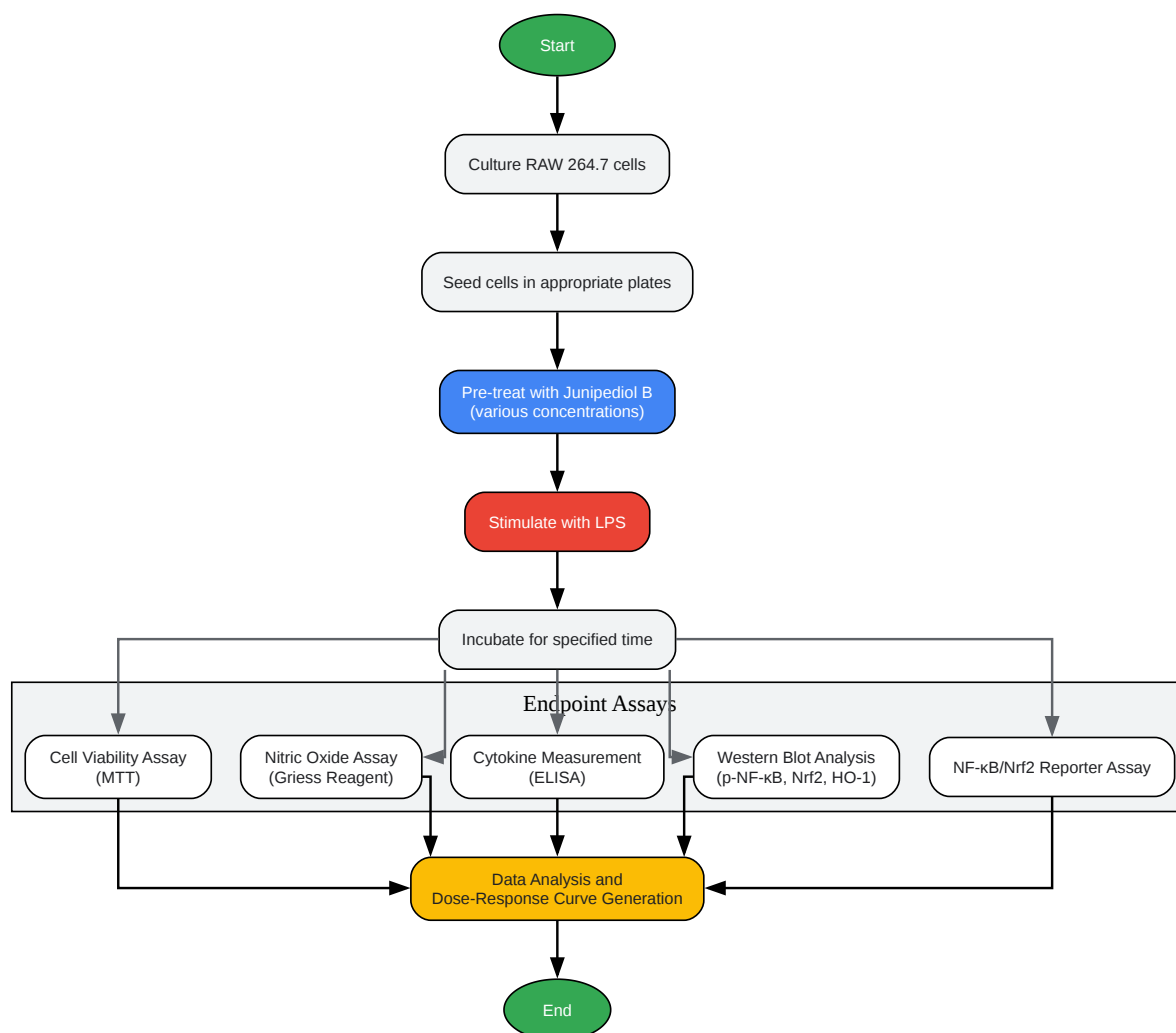 Start
Culture RAW 264.7 cells
Seed cells in appropriate plates
Pre-treat with Junipediol B
(various concentrations)
Stimulate with LPS
Incubate for specified time
Endpoint Assays
Cell Viability Assay
(MTT)
Nitric Oxide Assay
(Griess Reagent)
Cytokine Measurement
(ELISA)
Western Blot Analysis
(p-NF-κB, Nrf2, HO-1)
NF-κB/Nrf2 Reporter Assay
Data Analysis and
Dose-Response Curve Generation
End